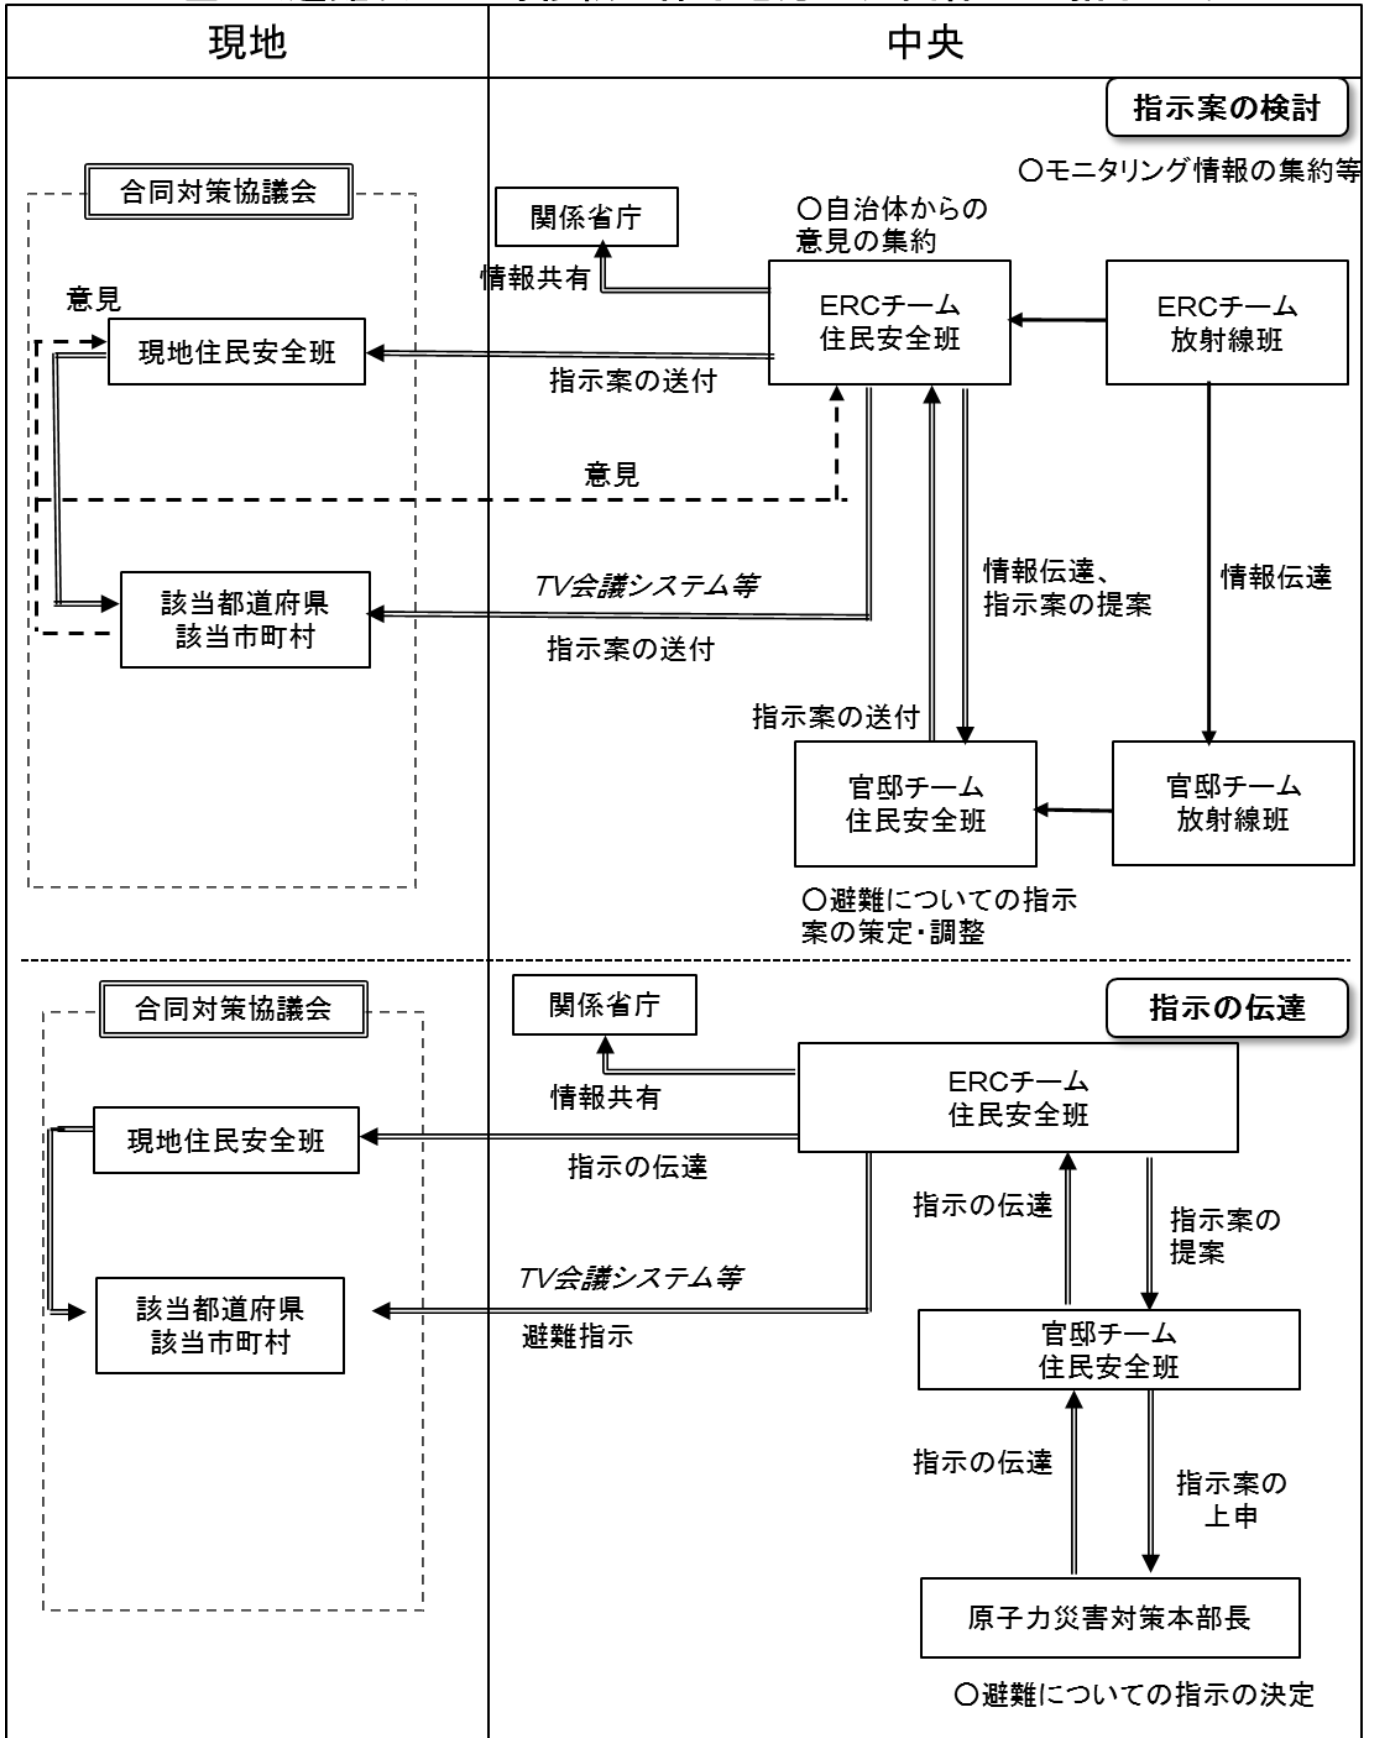 現地
中央
指示案の検討
○モニタリング情報の集約等
合同対策協議会
関係省庁
○自治体からの
意見の集約
情報共有
意見
現地住民安全班
ERCチーム
住民安全班
ERCチーム
放射線班
指示案の送付
意見
TV会議システム等
該当都道府県
該当市町村
指示案の送付
情報伝達、
指示案の提案
情報伝達
指示案の送付
官邸チーム
住民安全班
官邸チーム
放射線班
○避難についての指示
案の策定・調整
合同対策協議会
関係省庁
指示の伝達
情報共有
ERCチーム
住民安全班
現地住民安全班
指示の伝達
指示の伝達
指示案の
提案
TV会議システム等
該当都道府県
該当市町村
避難指示
官邸チーム
住民安全班
指示の伝達
指示案の
上申
原子力災害対策本部長
○避難についての指示の決定